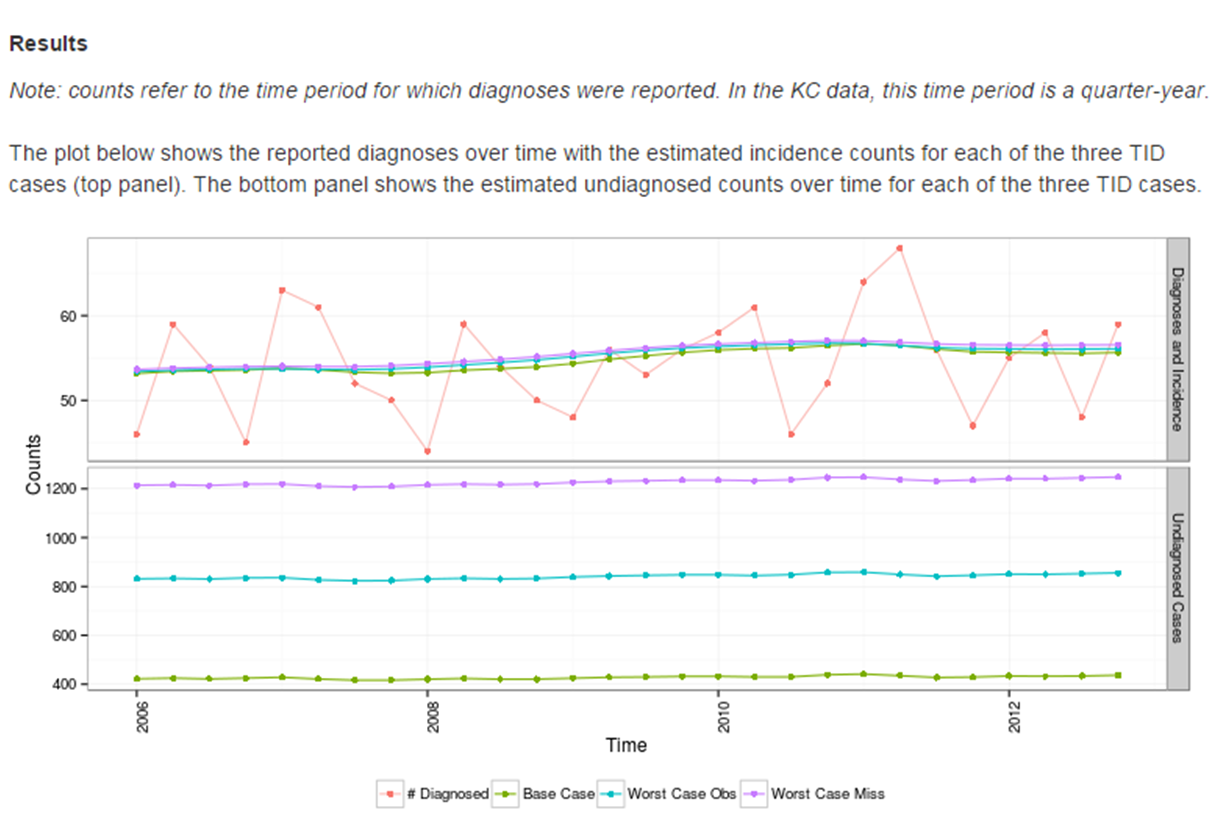 Results
Note: counts refer to the time period for which diagnoses were reported. In the KC data, this time period is a quarter-year.
The plot below shows the reported diagnoses over time with the estimated incidence counts for each of the three TID
cases (top panel). The bottom panel shows the estimated undiagnosed counts over time for each of the three TID cases.
60
50
Diagnoses and Incidence
Counts
1200
1000
800
600
400
Undiagnosed Cases
2006
2008
2010
2012
Time
# Diagnosed
Base Case
Worst Case Obs
Worst Case Miss